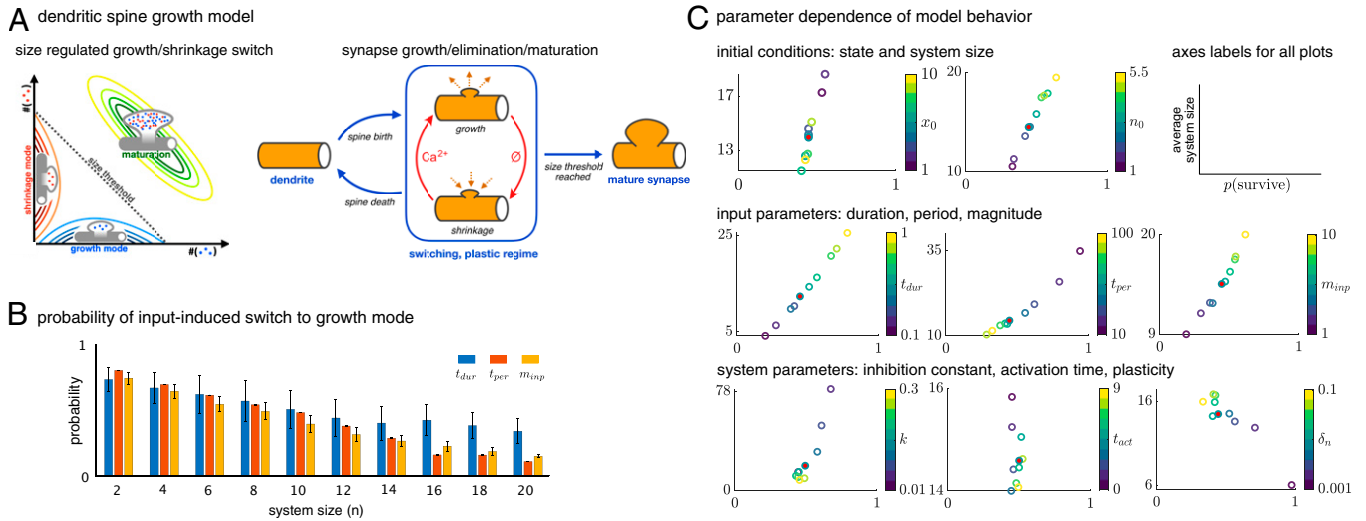 A dendritic spine growth model
size regulated growth/shrinkage switch
synapse growth/elimination/maturation
#(∴)
shrinkage mode
maturation
size threshold
growth mode
#(∴)
dendrite
spine birth
spine death
growth
Ca2+
Ø
shrinkage
switching, plastic regime
size threshold
reached
mature synapse
B probability of input-induced switch to growth mode
1
probability
0
t_dur t_per m_inp
2 4 6 8 10 12 14 16 18 20
system size (n)
C parameter dependence of model behavior
initial conditions: state and system size
axes labels for all plots
17
13
0 1
10
x_0
1
20
10
0 1
5.5
n_0
1
average
system size
p(survive)
input parameters: duration, period, magnitude
25
5
0 1
1
t_dur
0.1
35
10
0 1
100
t_per
10
20
9
0 1
10
m_inp
1
system parameters: inhibition constant, activation time, plasticity
78
0
0 1
0.3
k
0.01
16
14
0 1
9
t_act
0
16
6
0 1
0.1
δ_n
0.001